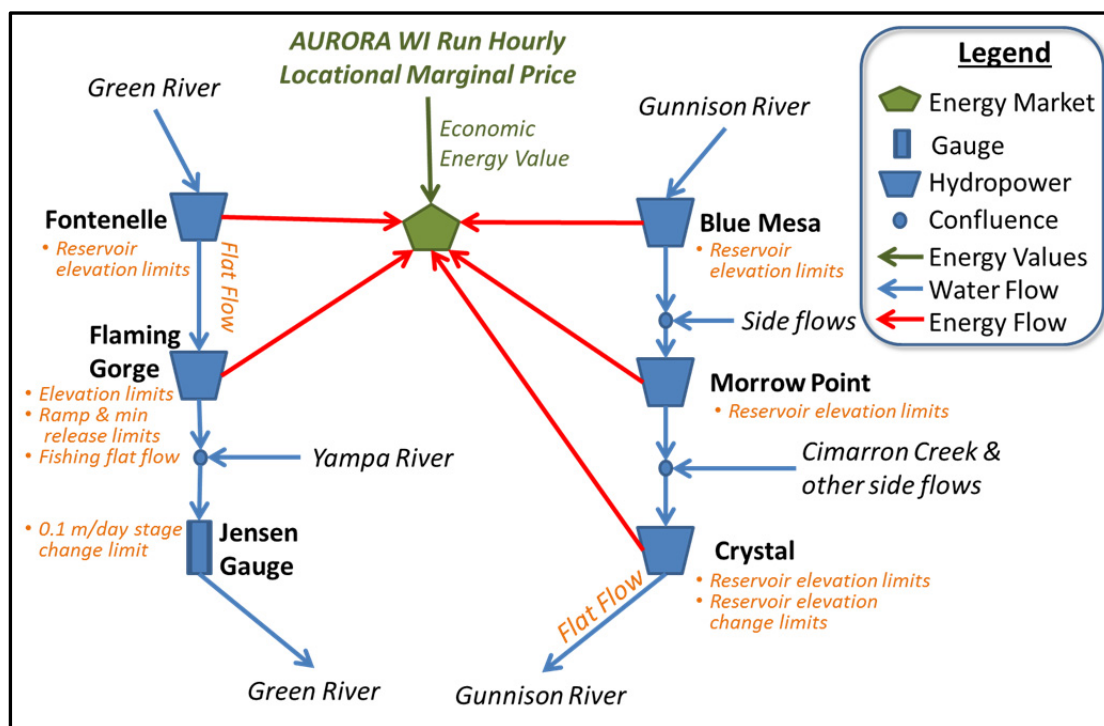 AURORA WI Run Hourly
Locational Marginal Price
Green River
Economic
Energy Value
Gunnison River
Legend
Energy Market
Gauge
Hydropower
Confluence
Energy Values
Water Flow
Energy Flow
Fontenelle
• Reservoir
elevation limits
Flat Flow
Flaming
Gorge
• Elevation limits
• Ramp & min
release limits
• Fishing flat flow
Yampa River
• 0.1 m/day stage
change limit
Jensen
Gauge
Green River
Blue Mesa
• Reservoir
elevation limits
Side flows
Morrow Point
• Reservoir elevation limits
Cimarron Creek &
other side flows
Crystal
• Reservoir elevation limits
• Reservoir elevation
change limits
Flat Flow
Gunnison River